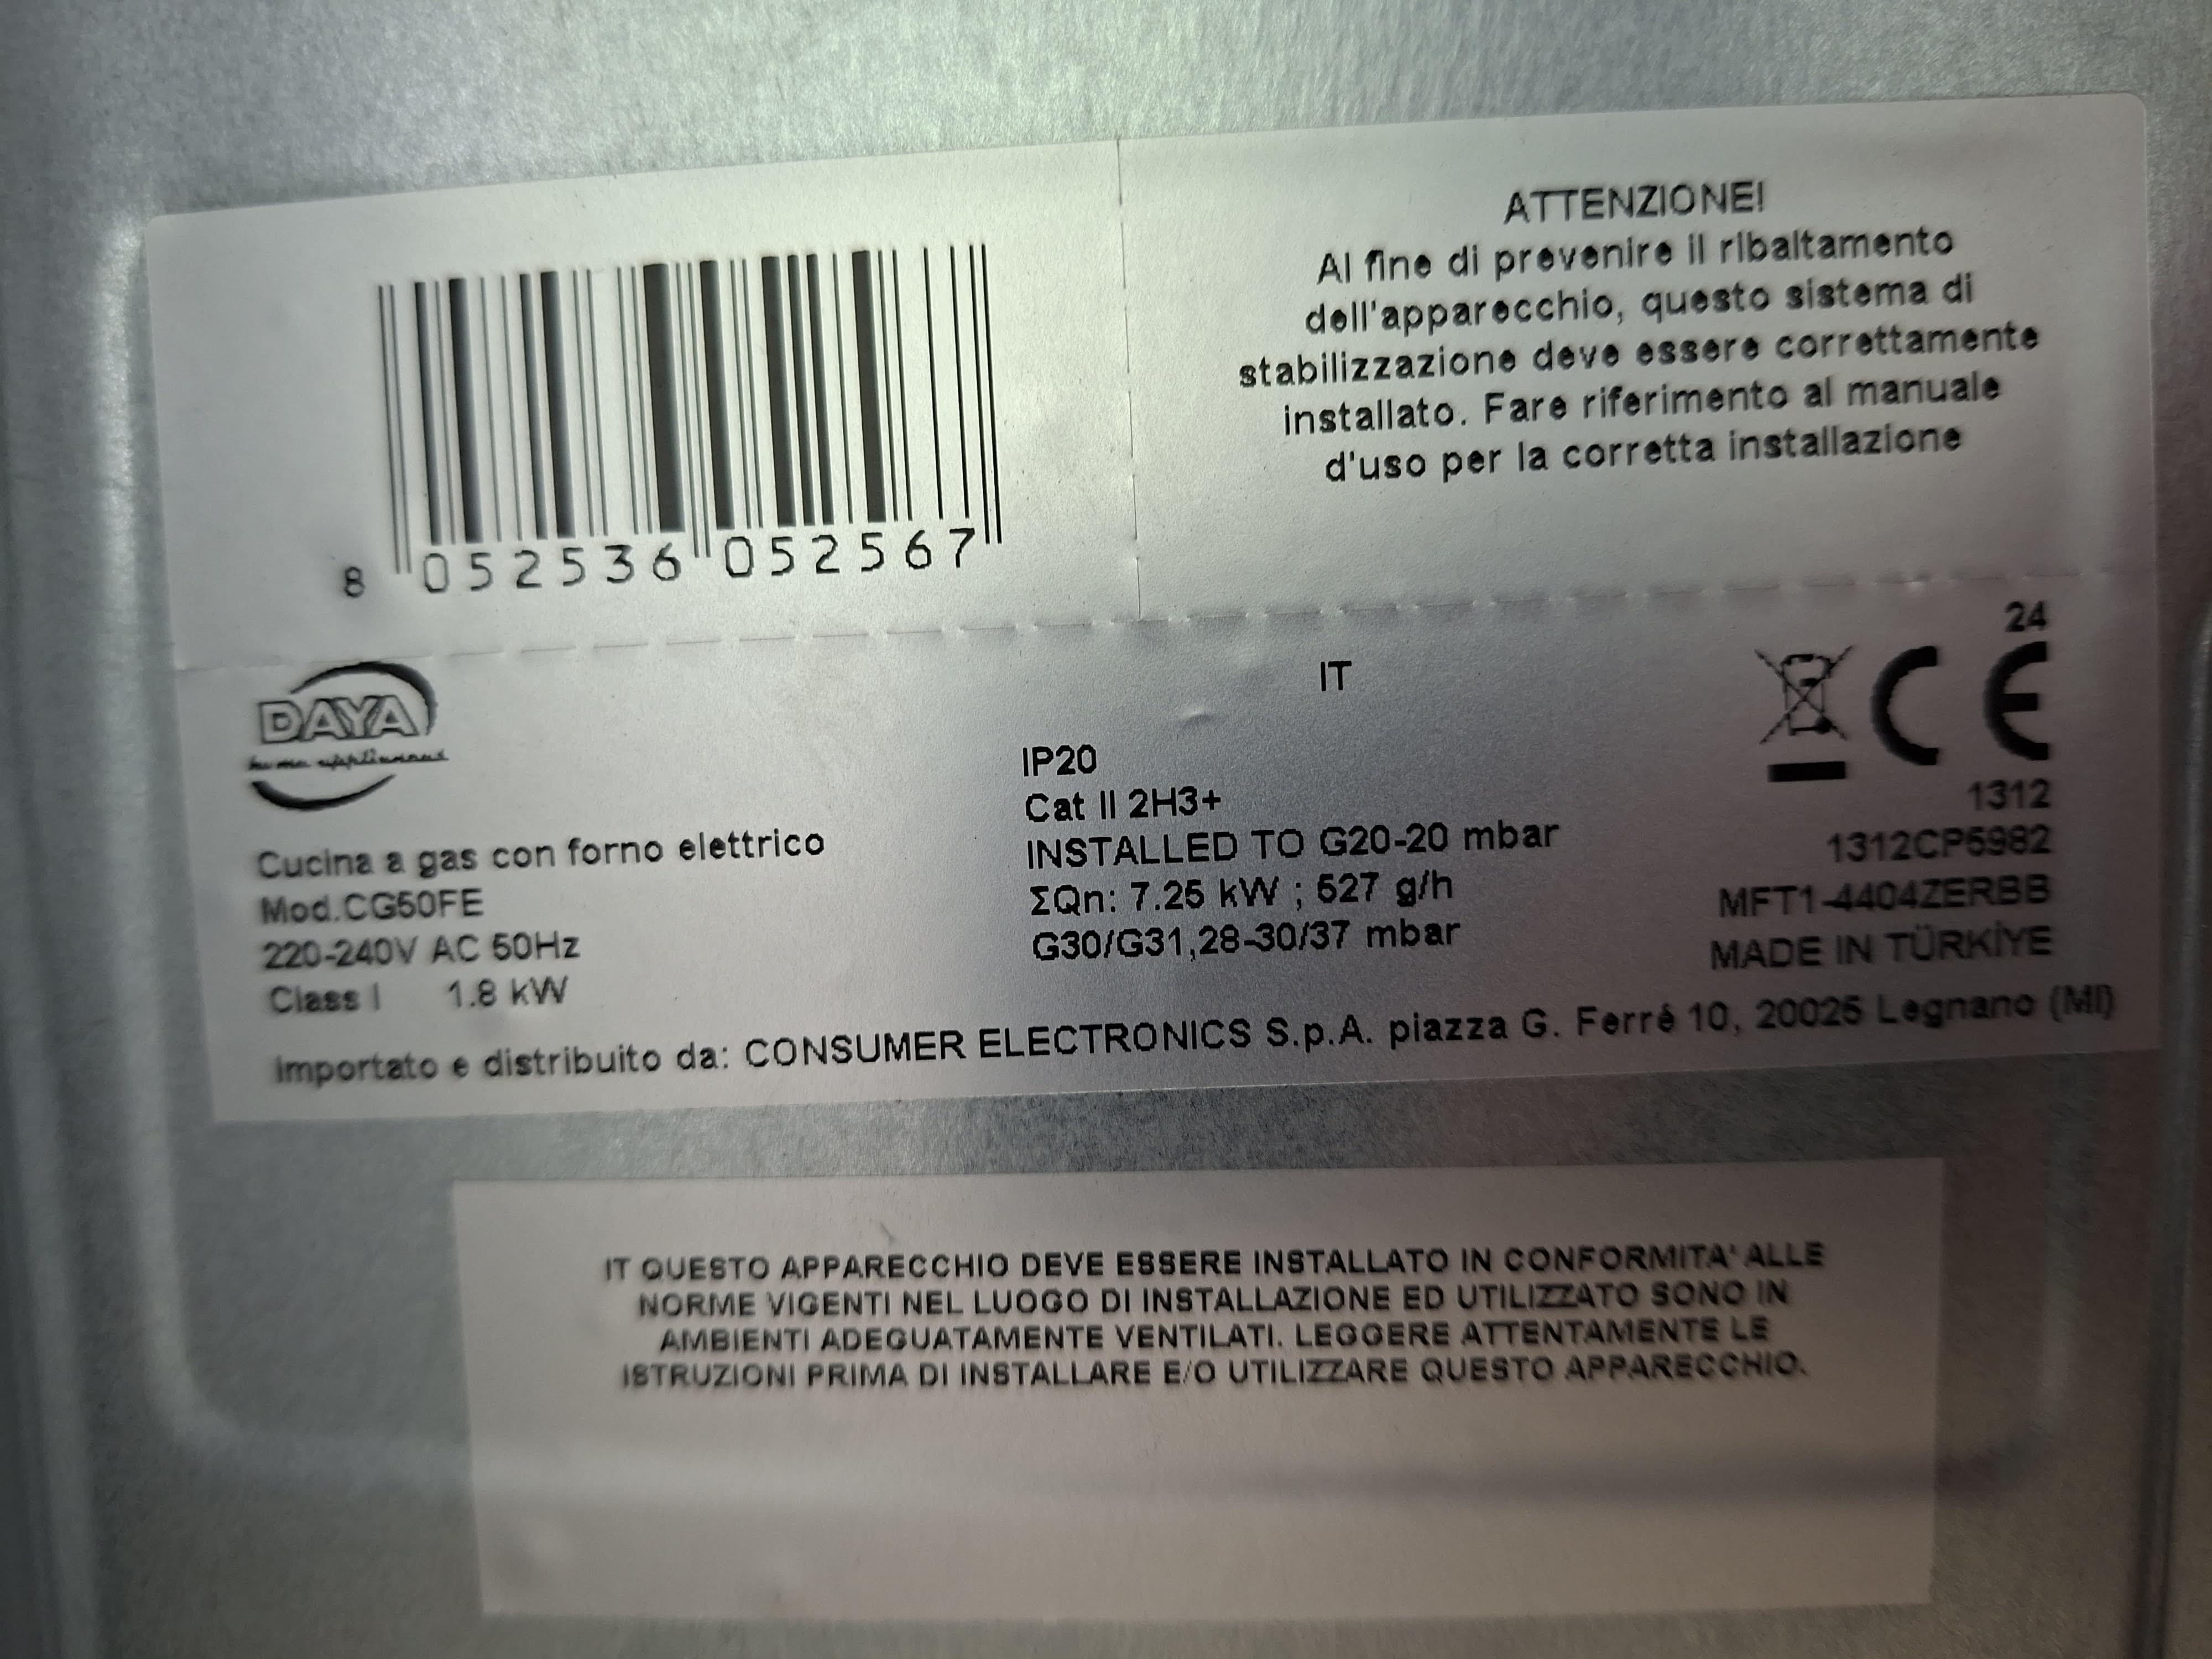 ATTENZIONE!
Al fine di prevenire il ribaltamento
dell'apparecchio, questo sistema di
stabilizzazione deve essere correttamente
installato. Fare riferimento al manuale
d'uso per la corretta installazione
8 052536 052567
DAYA
home appliances
IT
24
CE
1312
1312CP5982
MFT1-4404ZERBB
MADE IN TÜRKİYE
IP20
Cat II 2H3+
INSTALLED TO G20-20 mbar
ΣQn: 7.25 kW ; 527 g/h
G30/G31,28-30/37 mbar
Cucina a gas con forno elettrico
Mod.CG50FE
220-240V AC 50Hz
Class I 1.8 kW
Importato e distribuito da: CONSUMER ELECTRONICS S.p.A. piazza G. Ferré 10, 20025 Legnano (MI)
IT QUESTO APPARECCHIO DEVE ESSERE INSTALLATO IN CONFORMITA' ALLE
NORME VIGENTI NEL LUOGO DI INSTALLAZIONE ED UTILIZZATO SONO IN
AMBIENTI ADEGUATAMENTE VENTILATI. LEGGERE ATTENTAMENTE LE
ISTRUZIONI PRIMA DI INSTALLARE E/O UTILIZZARE QUESTO APPARECCHIO.